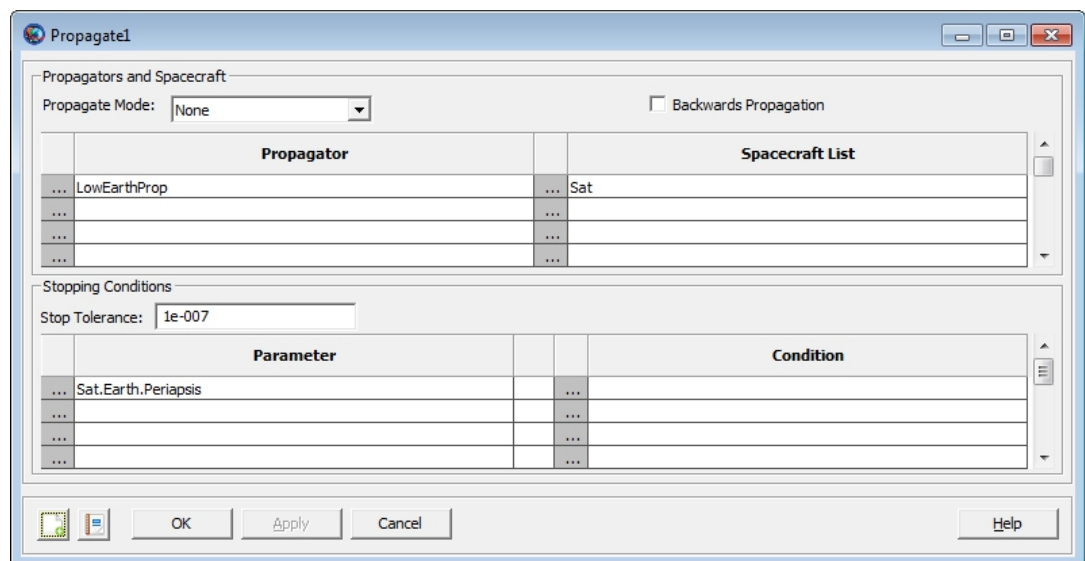 Propagate1
Propagators and Spacecraft
Propagate Mode: None Backwards Propagation
Propagator Spacecraft List
... LowEarthProp ... Sat
... ...
... ...
... ...
Stopping Conditions
Stop Tolerance: 1e-007
Parameter Condition
... Sat.Earth.Periapsis ...
... ...
... ...
... ...
OK Apply Cancel Help